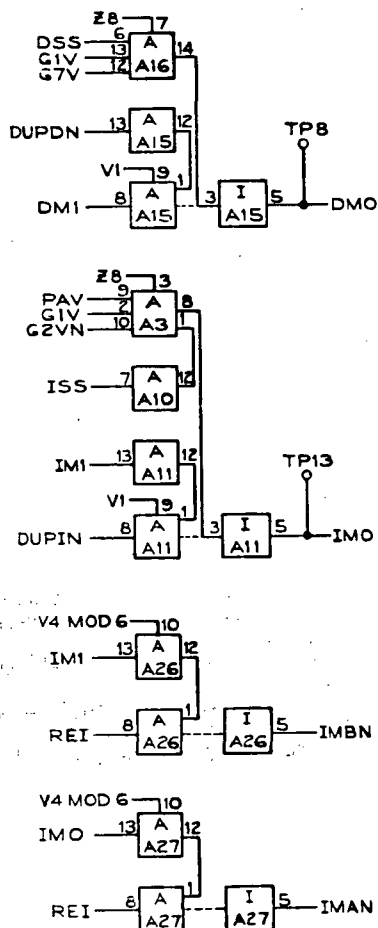 Z8 7
DSS 6 A 14
G1V 13
G7V 12 A16
DUPDN 13 A 12
A15
TP8
V1 9 1
DM1 8 A 3 I 5 DMO
A15 A15
Z8 3
PAV 9 A 8
G1V 2
G2VN 10 A3 1
ISS 7 A 12
A10
IM1 13 A 12
A11
TP13
V1 9 1
DUPIN 8 A 3 I 5 IMO
A11 A11
V4 MOD 6 10
IM1 13 A 12
A26
1
REI 8 A I 5 IMBN
A26 A26
V4 MOD 6 10
IMO 13 A 12
A27
1
REI 8 A I 5 IMAN
A27 A27